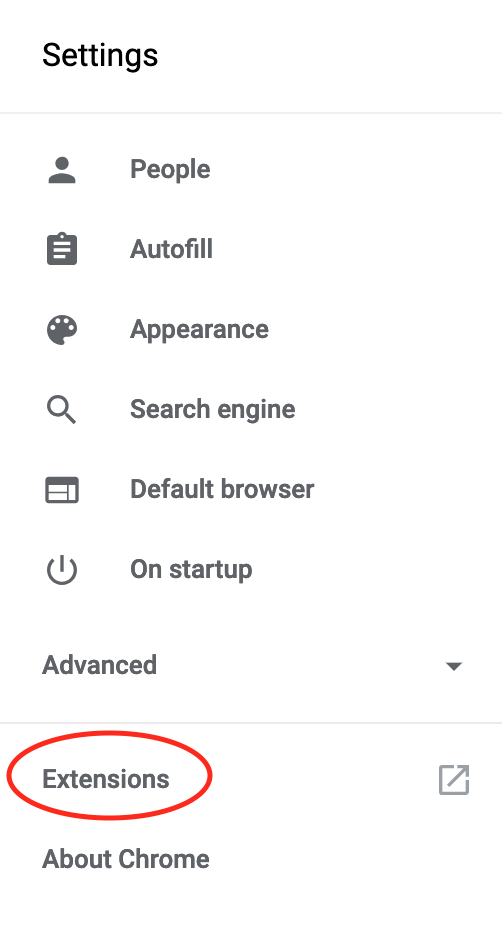 Settings
People
Autofill
Appearance
Search engine
Default browser
On startup
Advanced
Extensions
About Chrome